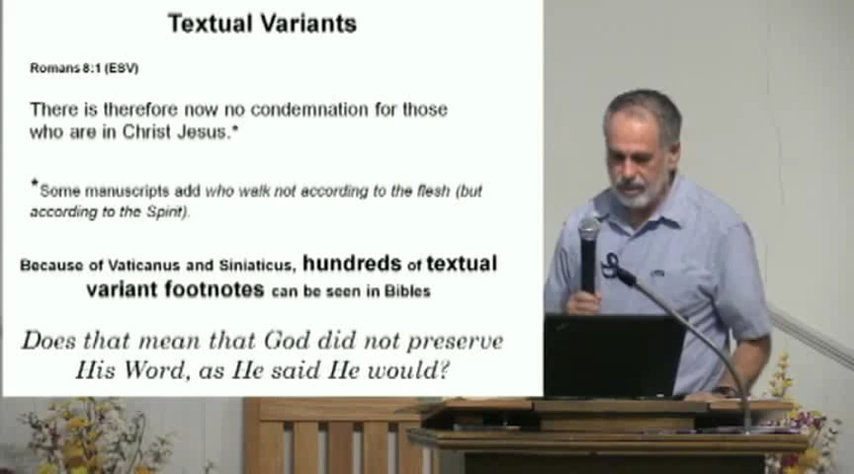 Textual Variants
Romans 8:1 (ESV)
There is therefore now no condemnation for those
who are in Christ Jesus.*
*Some manuscripts add who walk not according to the flesh (but
according to the Spirit).
Because of Vaticanus and Siniaticus, hundreds of textual
variant footnotes can be seen in Bibles
Does that mean that God did not preserve
His Word, as He said He would?